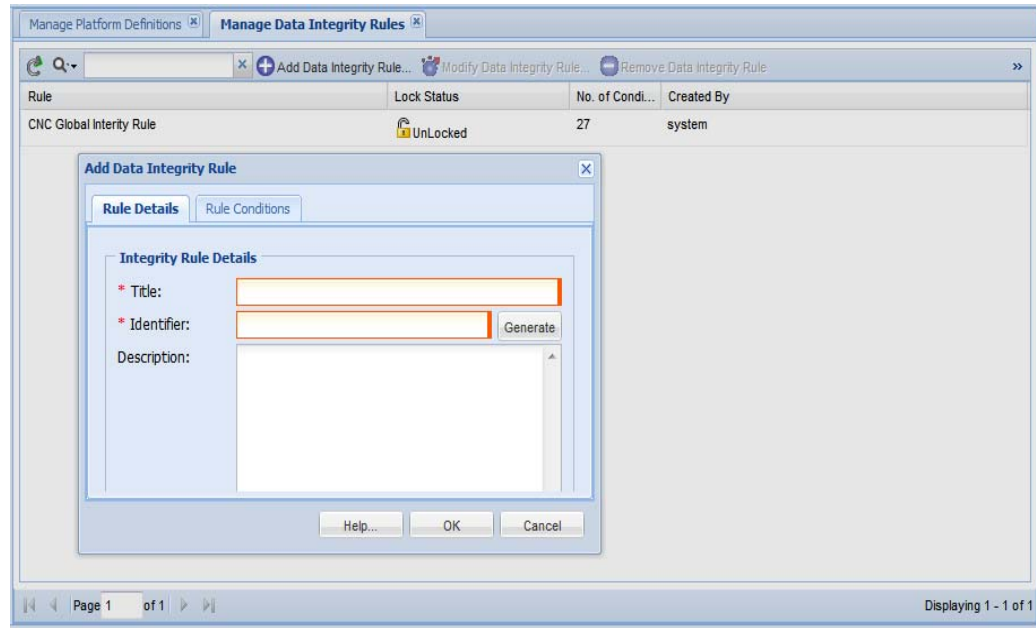 Manage Platform Definitions Manage Data Integrity Rules
Add Data Integrity Rule... Modify Data Integrity Rule... Remove Data Integrity Rule »
Rule Lock Status No. of Condi... Created By
CNC Global Interity Rule UnLocked 27 system
Add Data Integrity Rule
Rule Details Rule Conditions
Integrity Rule Details
* Title:
* Identifier: Generate
Description:
Help... OK Cancel
Page 1 of 1 Displaying 1 - 1 of 1